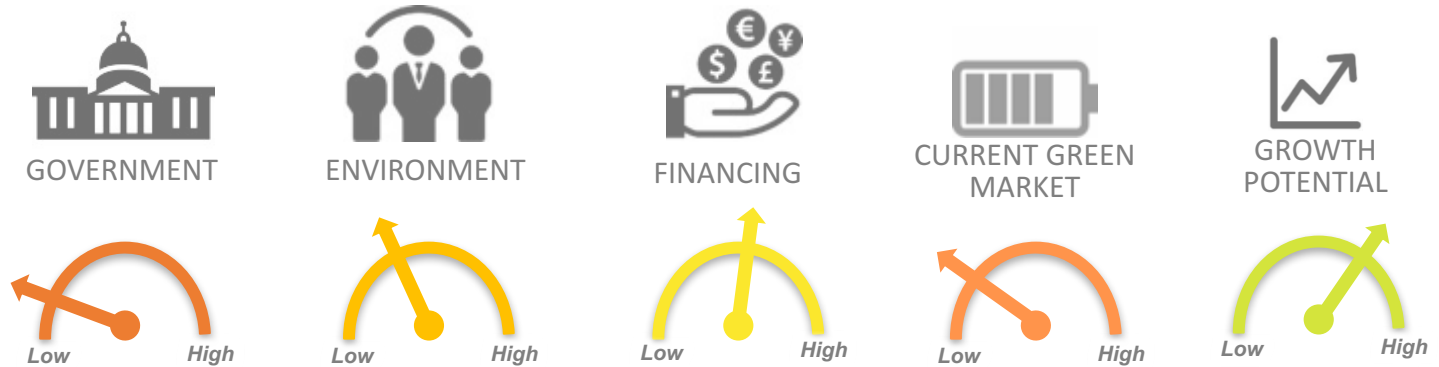 €
¥
$
£
GOVERNMENT
ENVIRONMENT
FINANCING
CURRENT GREEN
MARKET
GROWTH
POTENTIAL
Low
High
Low
High
Low
High
Low
High
Low
High